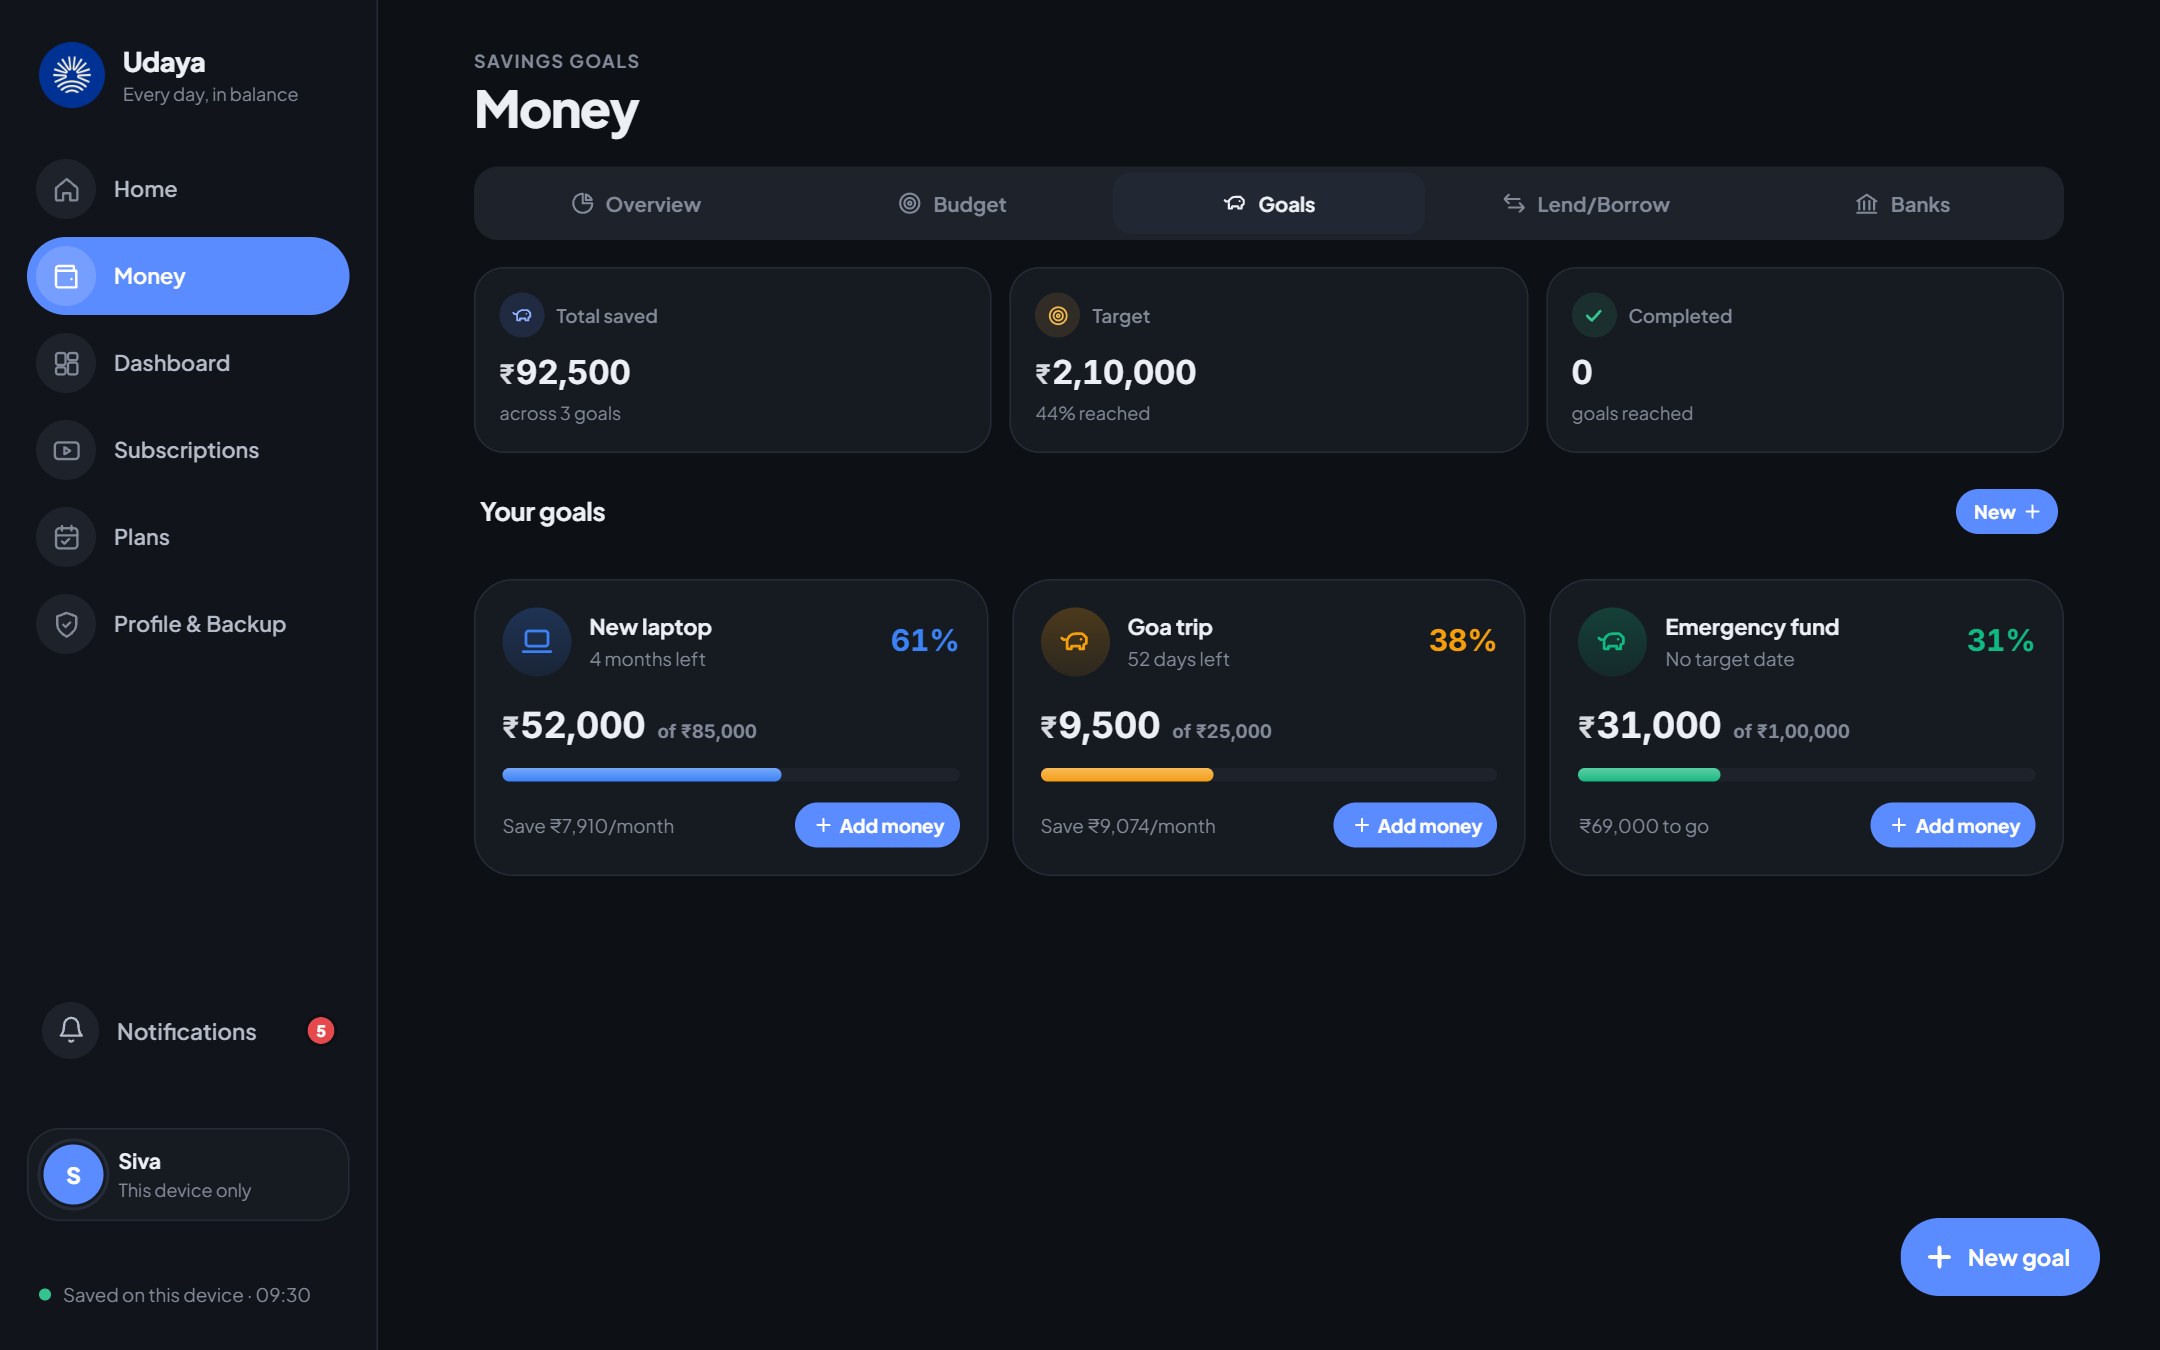 Udaya
Every day, in balance
Home
Money
Dashboard
Subscriptions
Plans
Profile & Backup
Notifications
5
S
Siva
This device only
Saved on this device · 09:30
SAVINGS GOALS
Money
Overview
Budget
Goals
Lend/Borrow
Banks
Total saved
₹92,500
across 3 goals
Target
₹2,10,000
44% reached
Completed
0
goals reached
Your goals
New +
New laptop
4 months left
61%
₹52,000 of ₹85,000
Save ₹7,910/month
+ Add money
Goa trip
52 days left
38%
₹9,500 of ₹25,000
Save ₹9,074/month
+ Add money
Emergency fund
No target date
31%
₹31,000 of ₹1,00,000
₹69,000 to go
+ Add money
+ New goal